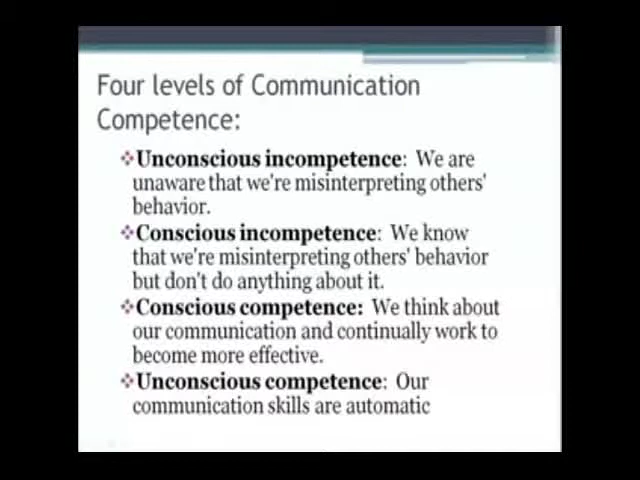 Four levels of Communication
Competence:
❖Unconscious incompetence: We are
unaware that we're misinterpreting others'
behavior.
❖Conscious incompetence: We know
that we're misinterpreting others' behavior
but don't do anything about it.
❖Conscious competence: We think about
our communication and continually work to
become more effective.
❖Unconscious competence: Our
communication skills are automatic